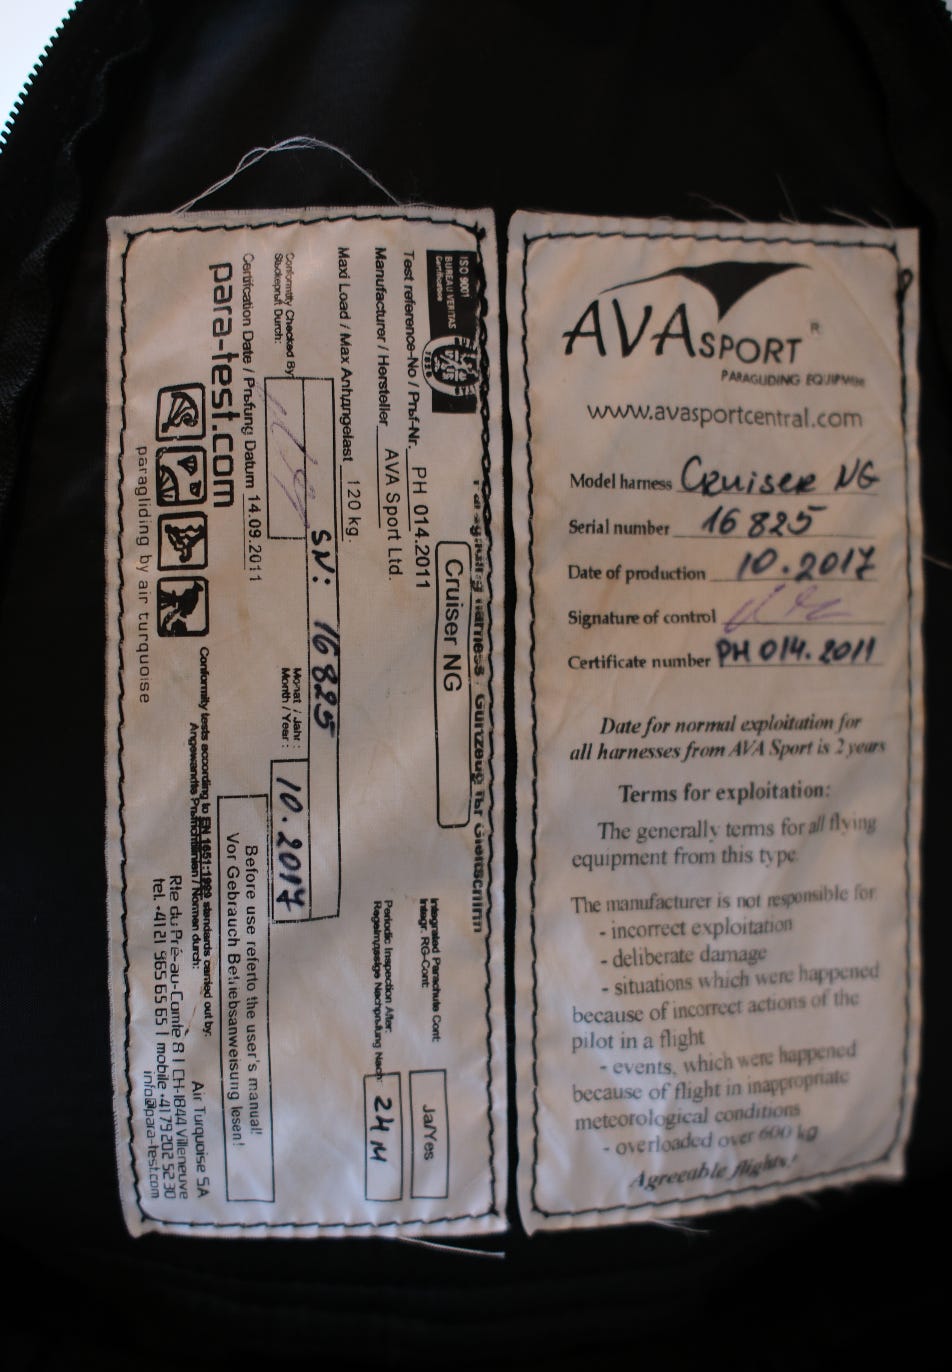 ISO 9001
BUREAU VERITAS
Certification
1828
Paragliding harness / Gurtzeug für Gleitschirm
Cruiser NG
Test reference-No / Prüf-Nr. PH 014.2011
Manufacturer / Hersteller AVA Sport Ltd.
Maxi Load / Max Anhängelast 120 kg.
Integrated Parachute Cont:
Integr. RG-Cont:
Ja/Yes
Periodic Inspection After:
Regelmässige Nachprüfung Nach:
24 M
SN: 16825
Conformity Checked By:
Stückeprüft Durch:
Monat / Jahr :
Month / Year :
10.2017
Certifcation Date / Prüfung Datum 14.09.2011
Before use refer to the user's manual!
Vor Gebrauch Betriebsanweisung lesen!
para-test.com
paragliding by air turquoise
Conformity tests according to EN 1651:1999 standards carried out by:
Angewandte / Normen durch:
Air Turquoise SA
Rte du Pré-au-Comte 8 | CH-1844 Villeneuve
tel. +41 21 965 65 65 | mobile +41 79 202 52 30
info@para-test.com
AVA SPORT R
PARAGLIDING EQUIPMENT
www.avasportcentral.com
Model harness Cruiser NG
Serial number 16825
Date of production 10.2017
Signature of control
Certificate number PH 014.2011
Date for normal exploitation for
all harnesses from AVA Sport is 2 years
Terms for exploitation:
The generally terms for all flying
equipment from this type.
The manufacturer is not responsible for:
- incorrect exploitation
- deliberate damage
- situations which were happened
because of incorrect actions of the
pilot in a flight
- events, which were happened
because of flight in inappropriate
meteorological conditions
- overloaded over 600 kg
Agreeable flights!